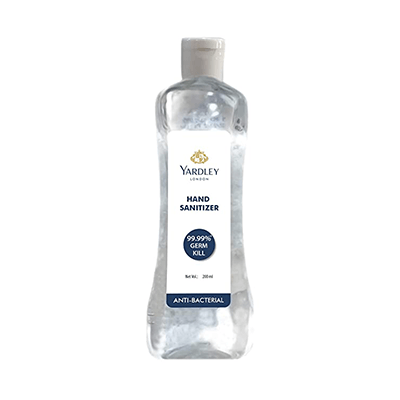 YARDLEY
LONDON
HAND
SANITIZER
99.99%
GERM
KILL
Net Vol.: 200 ml
ANTI-BACTERIAL